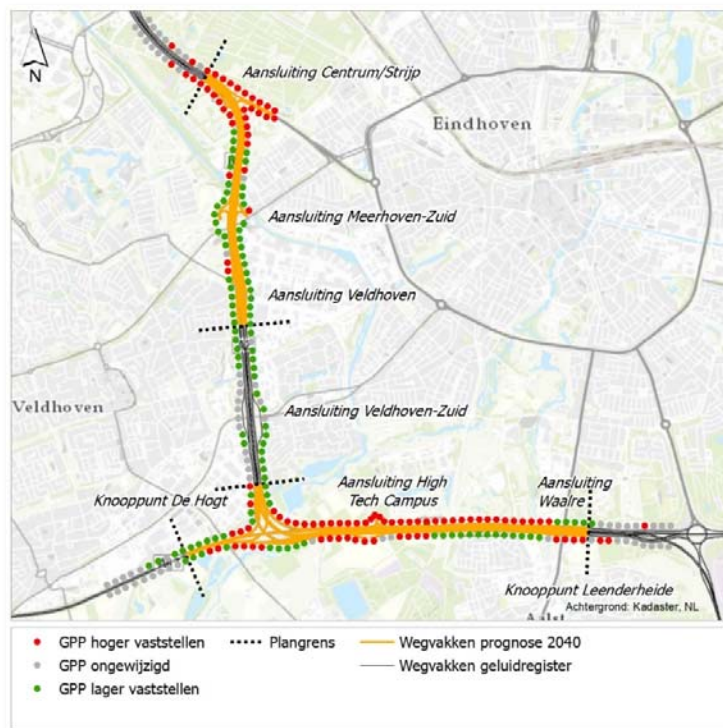 N
Aansluiting Centrum/Strijp
Eindhoven
Aansluiting Meerhoven-Zuid
Aansluiting Veldhoven
Veldhoven
Aansluiting Veldhoven-Zuid
Knooppunt De Hogt
Aansluiting High
Tech Campus
Aansluiting
Waalre
Knooppunt Leenderheide
Achtergrond: Kadaster, NL
GPP hoger vaststellen
Plangrens
Wegvakken prognose 2040
GPP ongewijzigd
Wegvakken geluidregister
GPP lager vaststellen